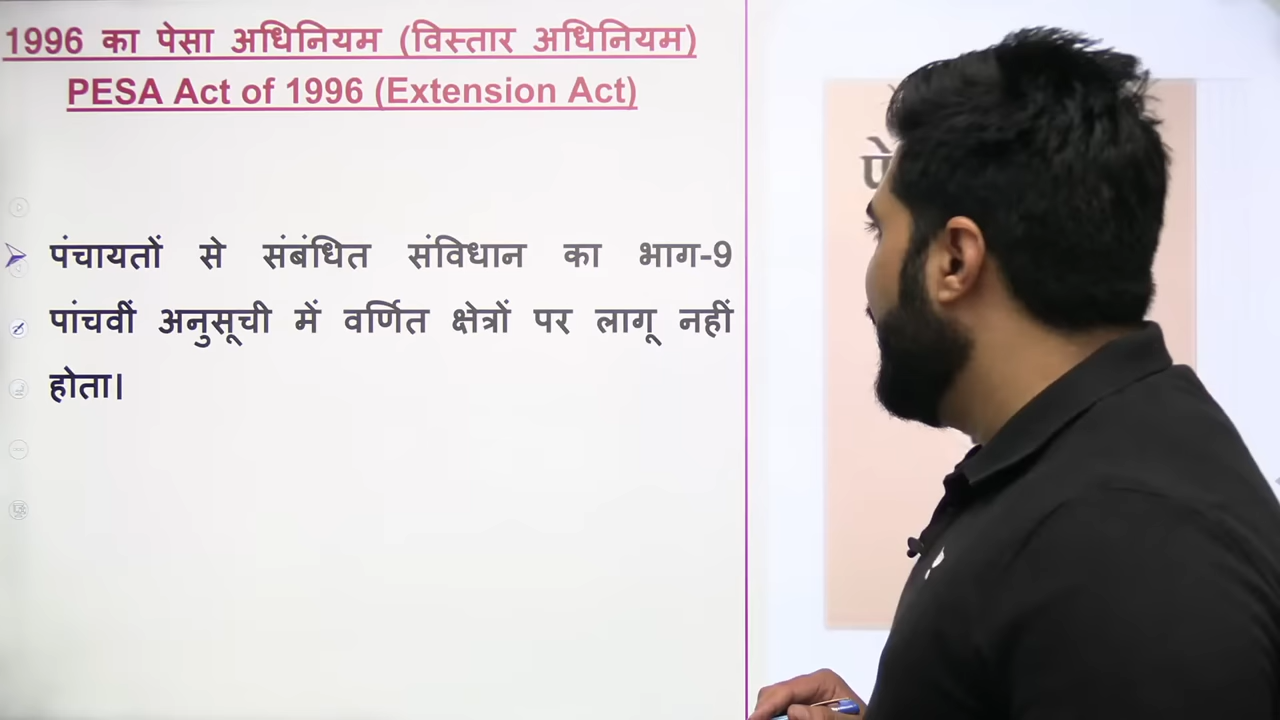 1996 का पेसा अधिनियम (विस्तार अधिनियम)
PESA Act of 1996 (Extension Act)
पंचायतों से संबंधित संविधान का भाग-9
पांचवीं अनुसूची में वर्णित क्षेत्रों पर लागू नहीं
होता।
पे